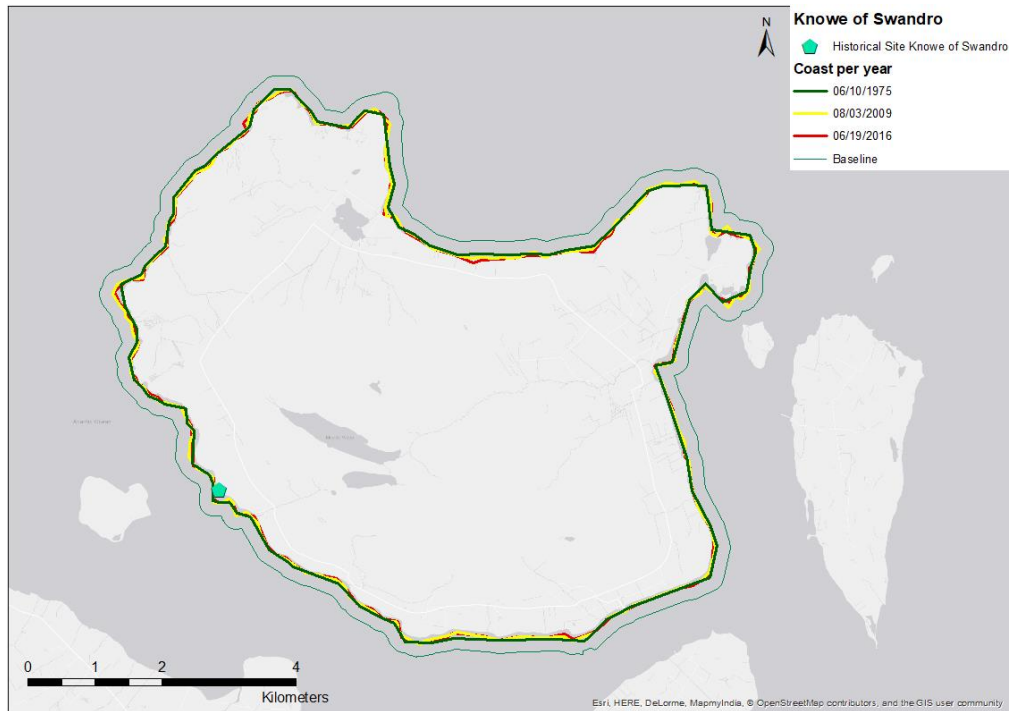 N
Knowe of Swandro
Historical Site Knowe of Swandro
Coast per year
06/10/1975
08/03/2009
06/19/2016
Baseline
0 1 2 4
Kilometers
Esri, HERE, DeLorme, MapmyIndia, © OpenStreetMap contributors, and the GIS user community